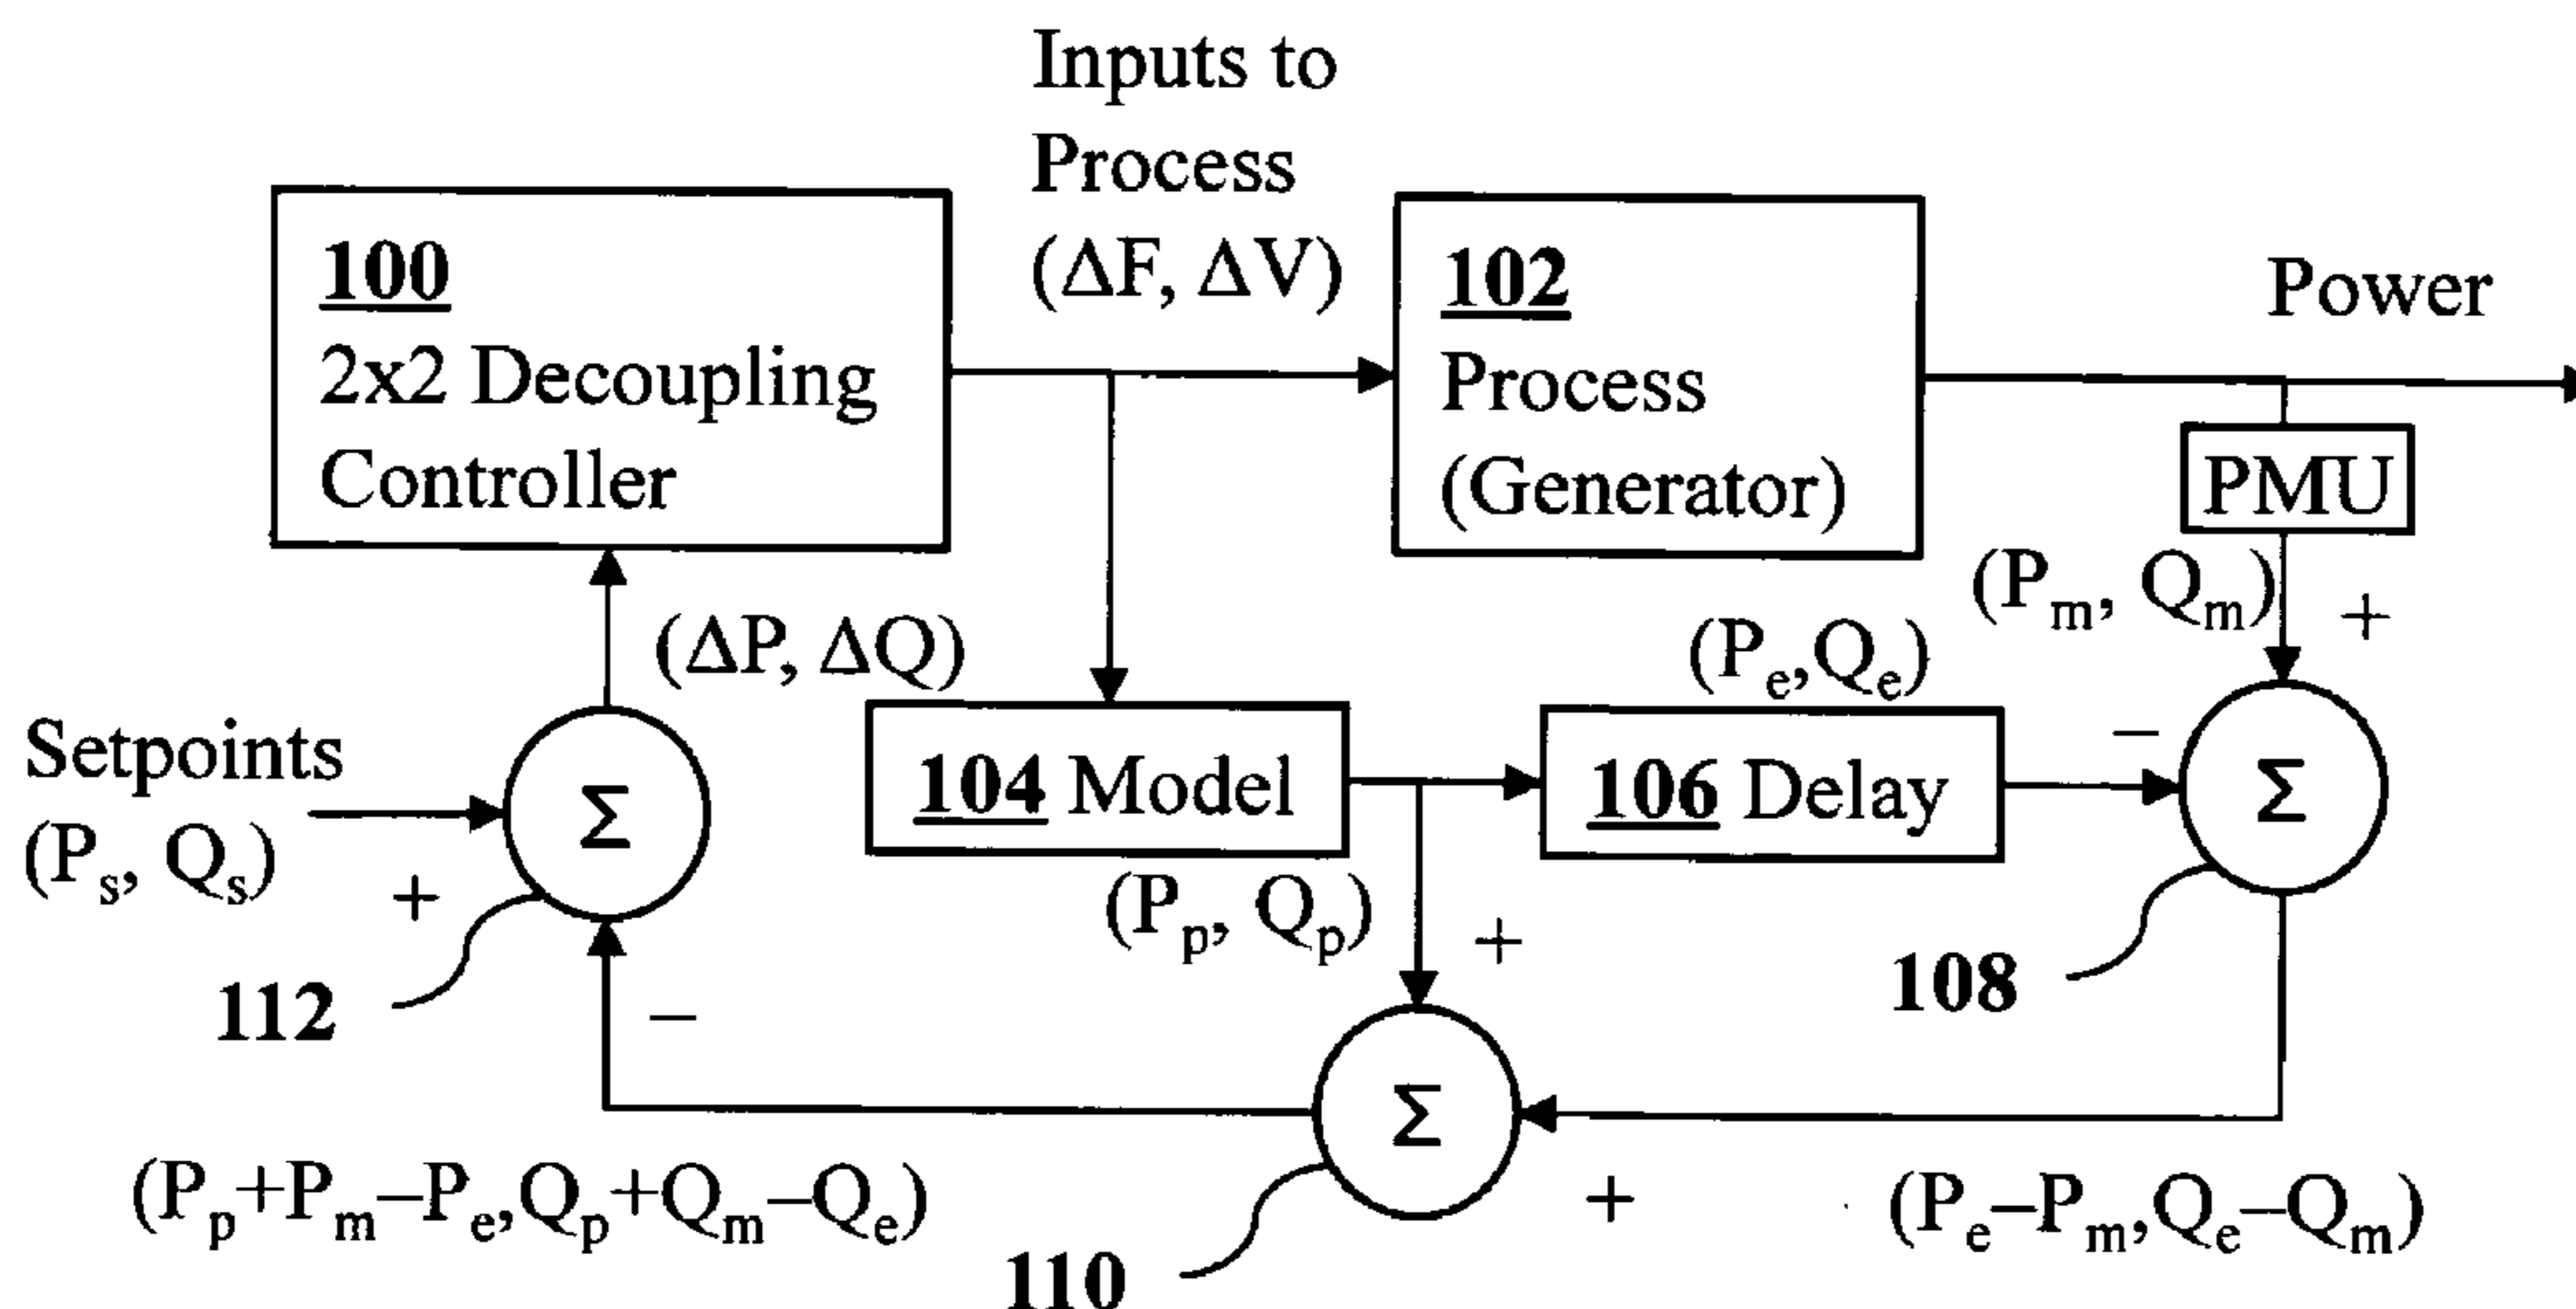 Inputs to
Process
(ΔF, ΔV)
100
2x2 Decoupling
Controller
102
Process
(Generator)
Power
PMU
(Pm, Qm)
+
(ΔP, ΔQ)
(Pe,Qe)
–
Setpoints
(Ps, Qs)
+
Σ
104 Model
106 Delay
Σ
(Pp, Qp)
+
108
112
–
Σ
(Pp+Pm–Pe,Qp+Qm–Qe)
+
(Pe–Pm,Qe–Qm)
110